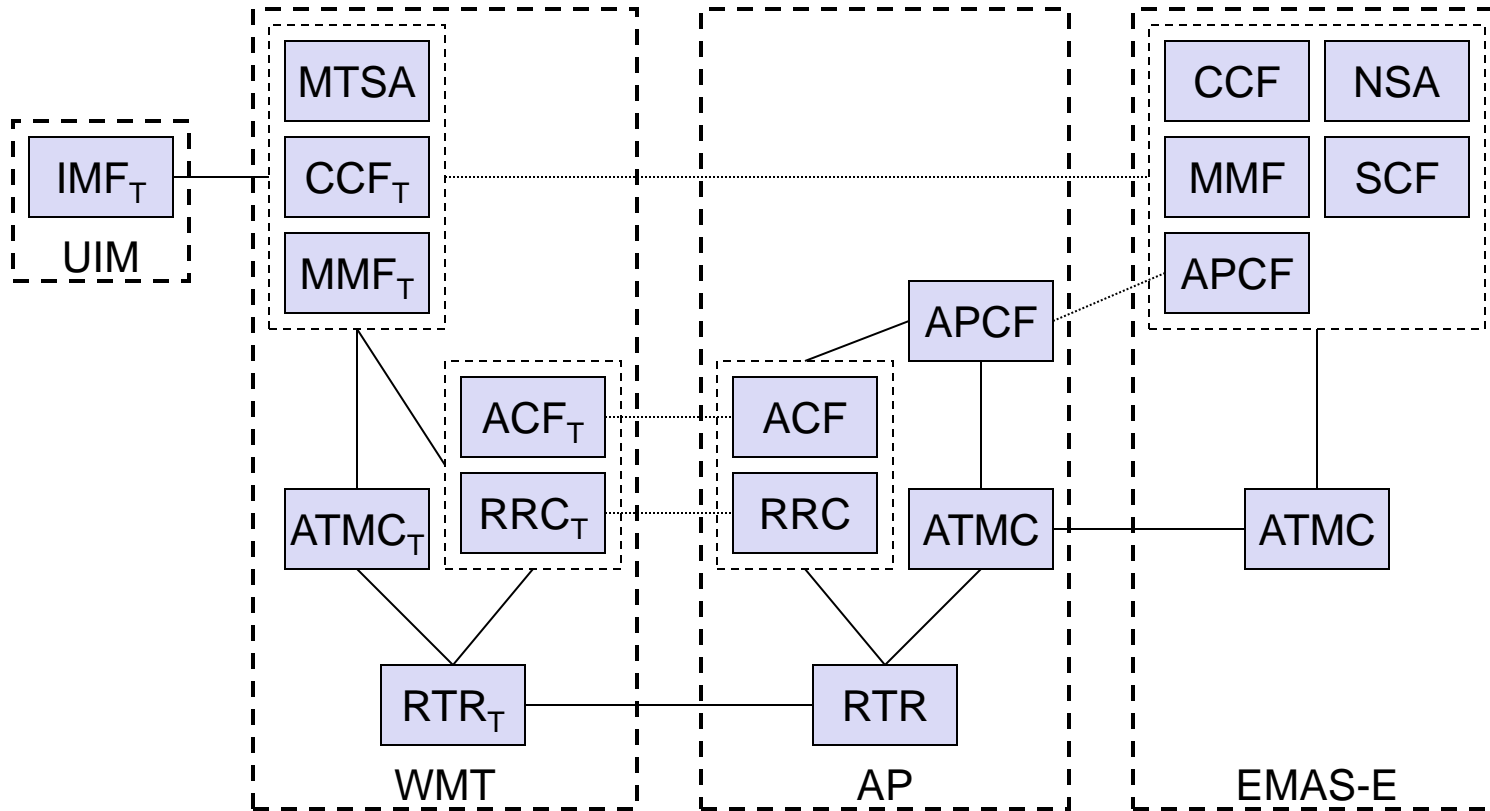 MTSA
CCF
NSA
IMF_T
CCF_T
MMF
SCF
UIM
MMF_T
APCF
APCF
ACF_T
ACF
RRC_T
RRC
ATMC_T
ATMC
ATMC
RTR_T
RTR
WMT
AP
EMAS-E